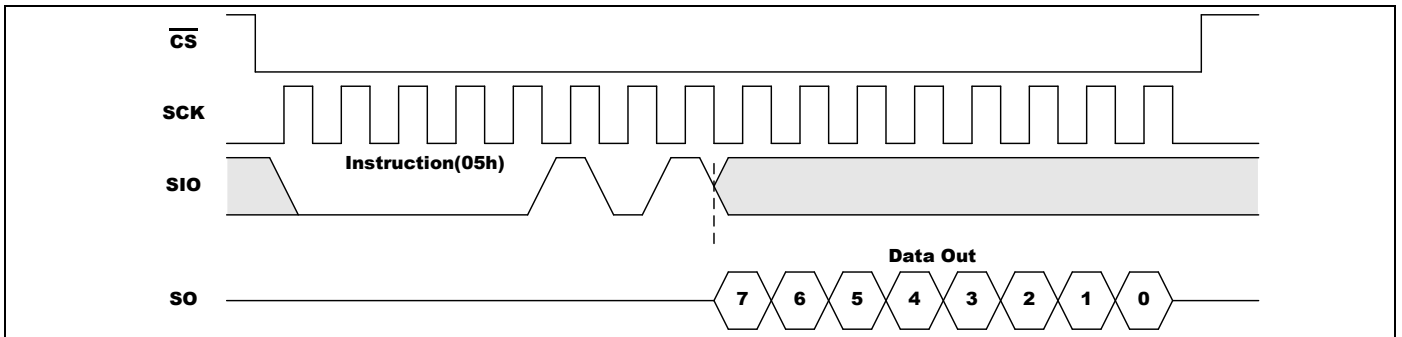 CS
SCK
Instruction(05h)
SIO
Data Out
SO 7 6 5 4 3 2 1 0